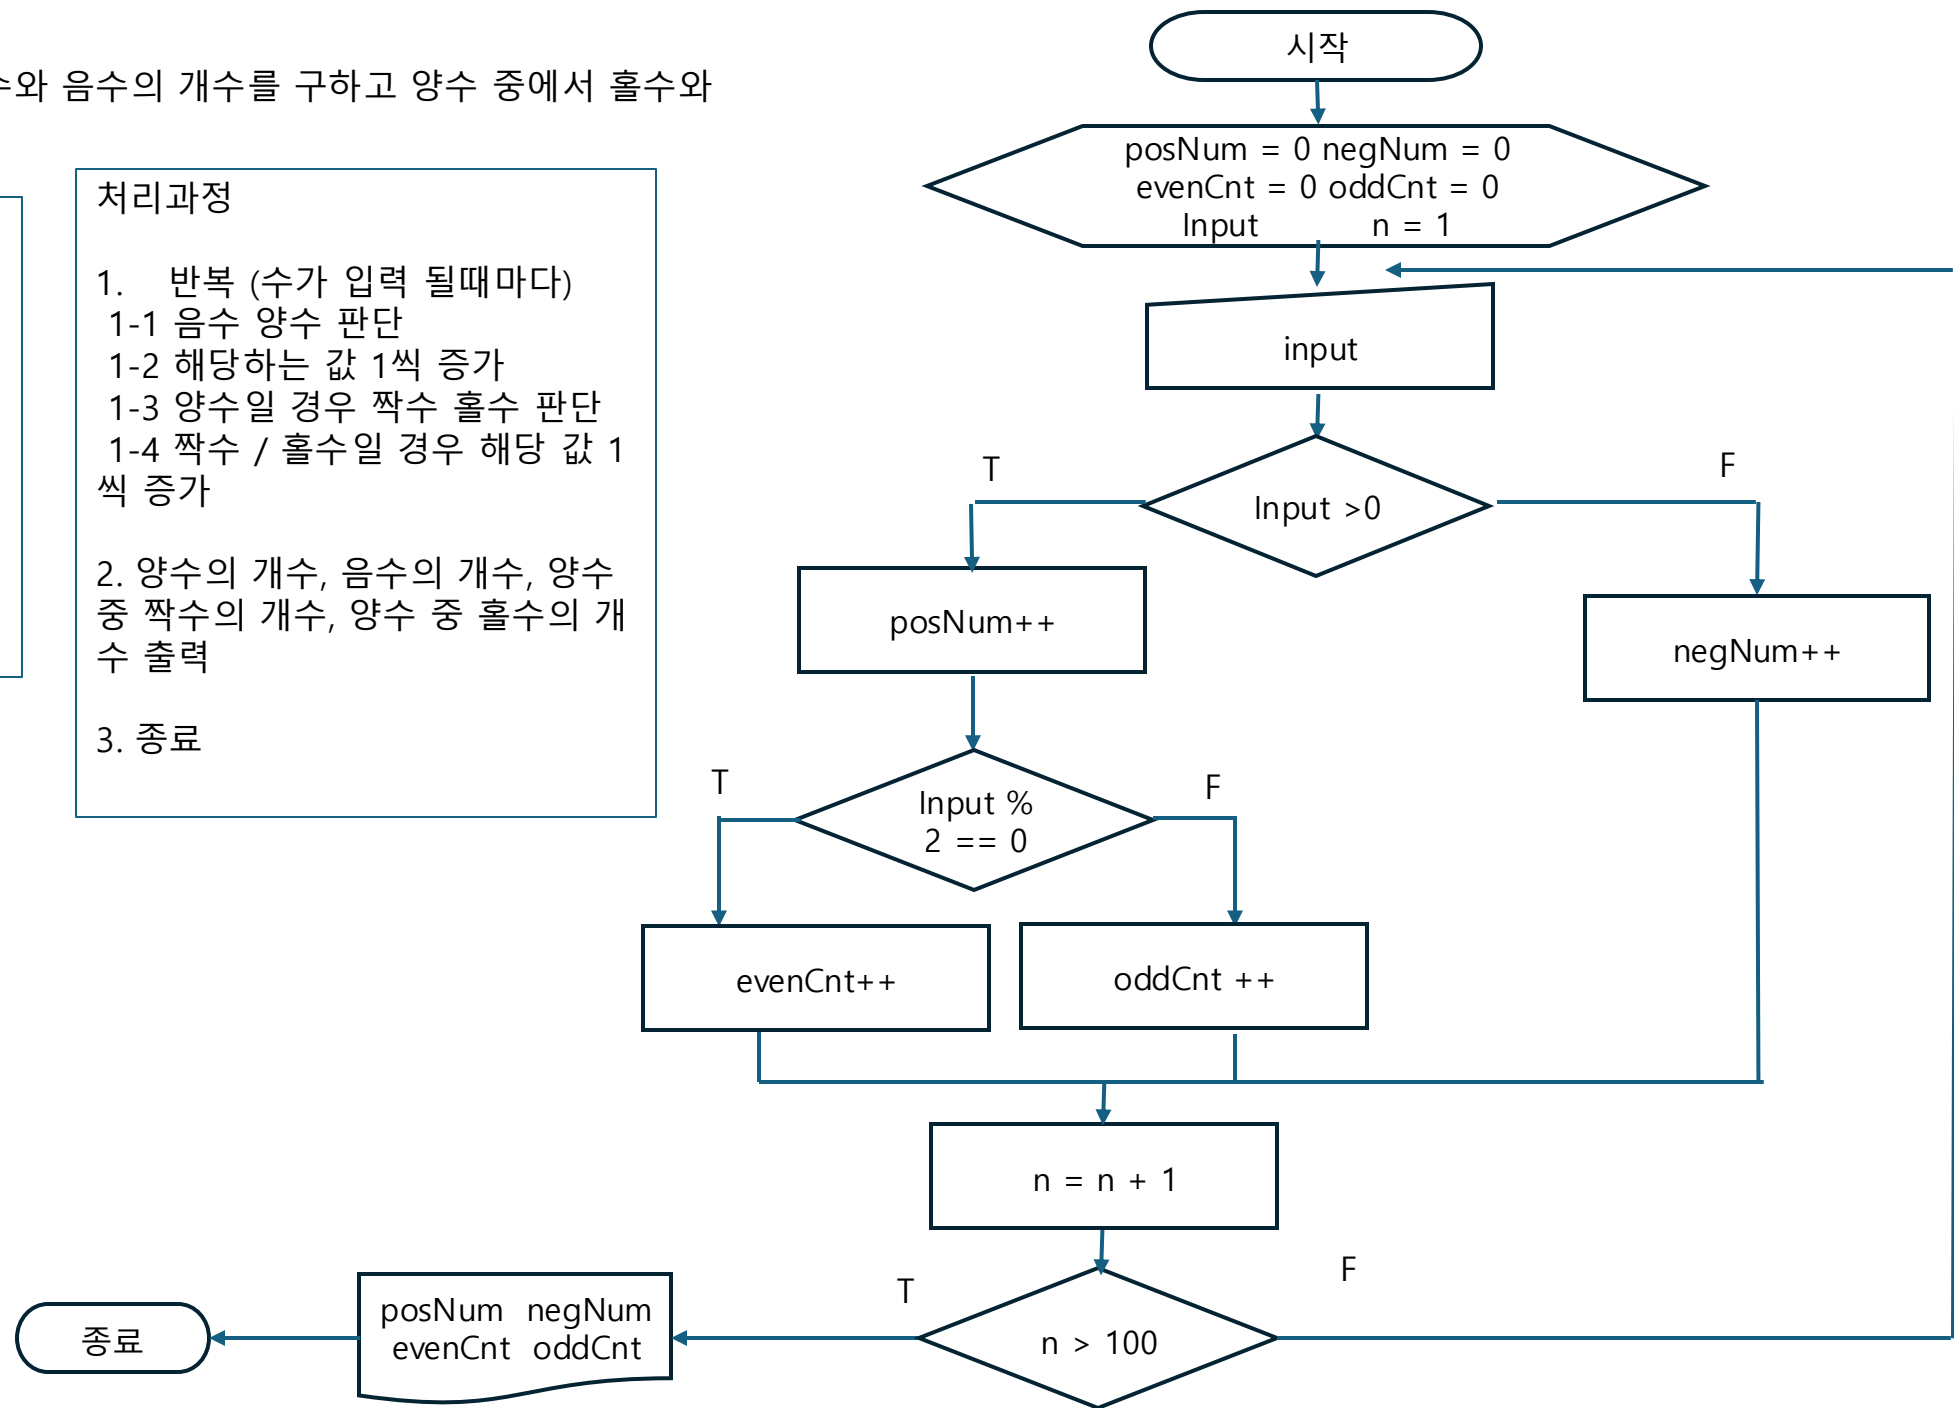 수와 음수의 개수를 구하고 양수 중에서 홀수와
처리과정
1. 반복 (수가 입력 될때마다)
1-1 음수 양수 판단
1-2 해당하는 값 1씩 증가
1-3 양수일 경우 짝수 홀수 판단
1-4 짝수 / 홀수일 경우 해당 값 1
씩 증가
2. 양수의 개수, 음수의 개수, 양수
중 짝수의 개수, 양수 중 홀수의 개
수 출력
3. 종료
시작
posNum = 0 negNum = 0
evenCnt = 0 oddCnt = 0
Input n = 1
input
Input >0
T
F
posNum++
negNum++
Input %
2 == 0
T
F
evenCnt++
oddCnt ++
n = n + 1
n > 100
T
F
posNum negNum
evenCnt oddCnt
종료